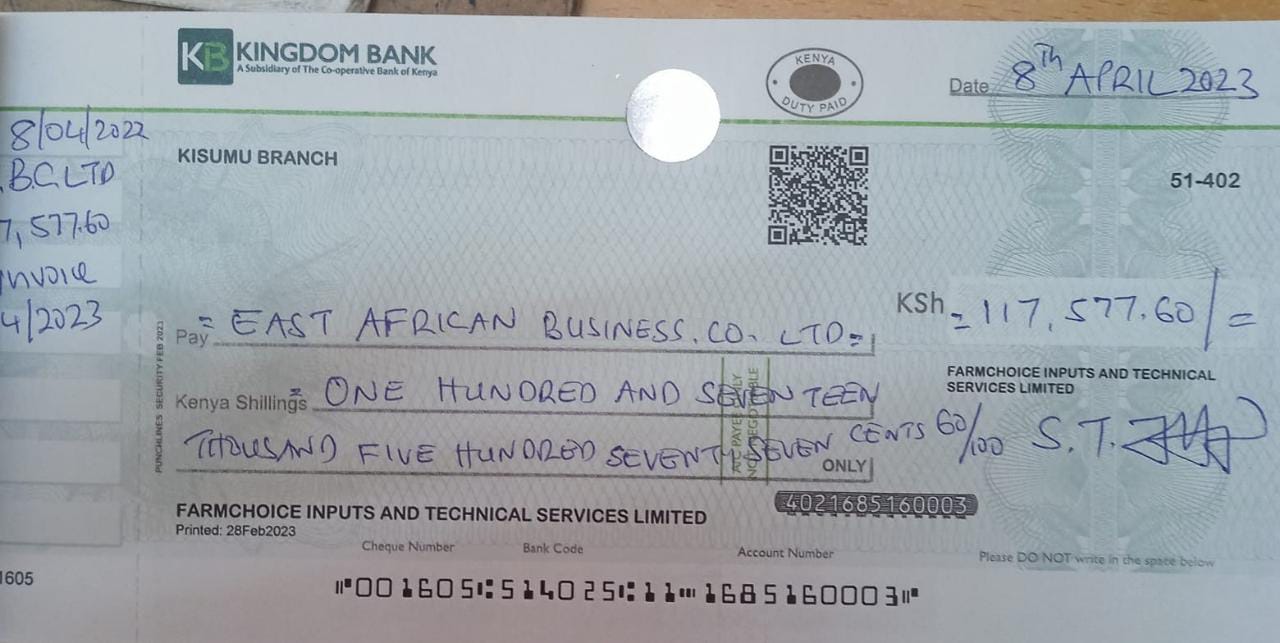 KB KINGDOM BANK
A Subsidiary of The Co-operative Bank of Kenya
KENYA
DUTY PAID
Date 8Th APRIL 2023
8/04/2022
B.C. LTD
KISUMU BRANCH
51-402
7,577.60
Invoice
4/2023
KSh = 117,577.60/=
Pay = EAST AFRICAN BUSINESS. CO. LTD=
FARMCHOICE INPUTS AND TECHNICAL
SERVICES LIMITED
Kenya Shillings = ONE HUNDRED AND SEVENTEEN
THOUSAND FIVE HUNDRED SEVENTY SEVEN CENTS 60/100
ONLY
S.T.
A/C PAYEE ONLY
NOT NEGOTIABLE
PUNCHLINES SECURITY FEB 2023
4021685160003
FARMCHOICE INPUTS AND TECHNICAL SERVICES LIMITED
Printed: 28Feb2023
Cheque Number Bank Code Account Number
Please DO NOT write in the space below
1605
⑈001605⑆514025⑆11⑉1685160003⑈